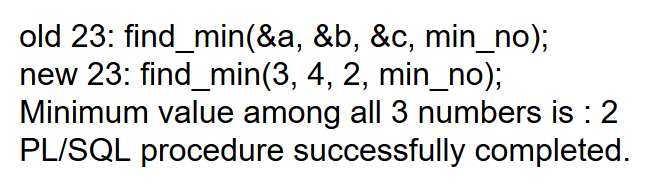 old 23: find_min(&a, &b, &c, min_no);
new 23: find_min(3, 4, 2, min_no);
Minimum value among all 3 numbers is : 2
PL/SQL procedure successfully completed.